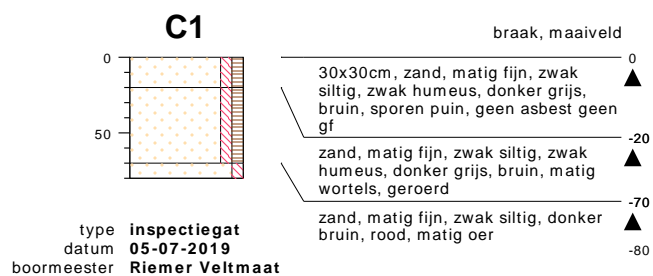 C1
braak, maaiveld
0
0
30x30cm, zand, matig fijn, zwak
siltig, zwak humeus, donker grijs,
bruin, sporen puin, geen asbest geen
gf
50
-20
zand, matig fijn, zwak siltig, zwak
humeus, donker grijs, bruin, matig
wortels, geroerd
-70
zand, matig fijn, zwak siltig, donker
bruin, rood, matig oer
-80
type inspectiegat
datum 05-07-2019
boormeester Riemer Veltmaat